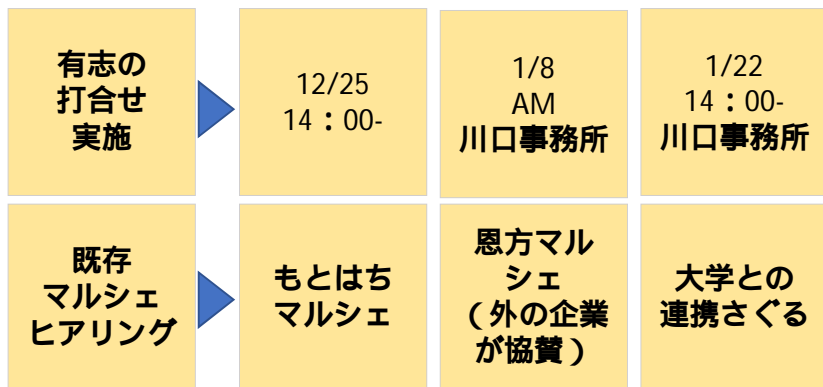 有志の
打合せ
実施
12/25
14：00-
1/8
AM
川口事務所
1/22
14：00-
川口事務所
既存
マルシェ
ヒアリング
もとはち
マルシェ
恩方マル
シェ
（外の企業
が協賛）
大学との
連携さぐる